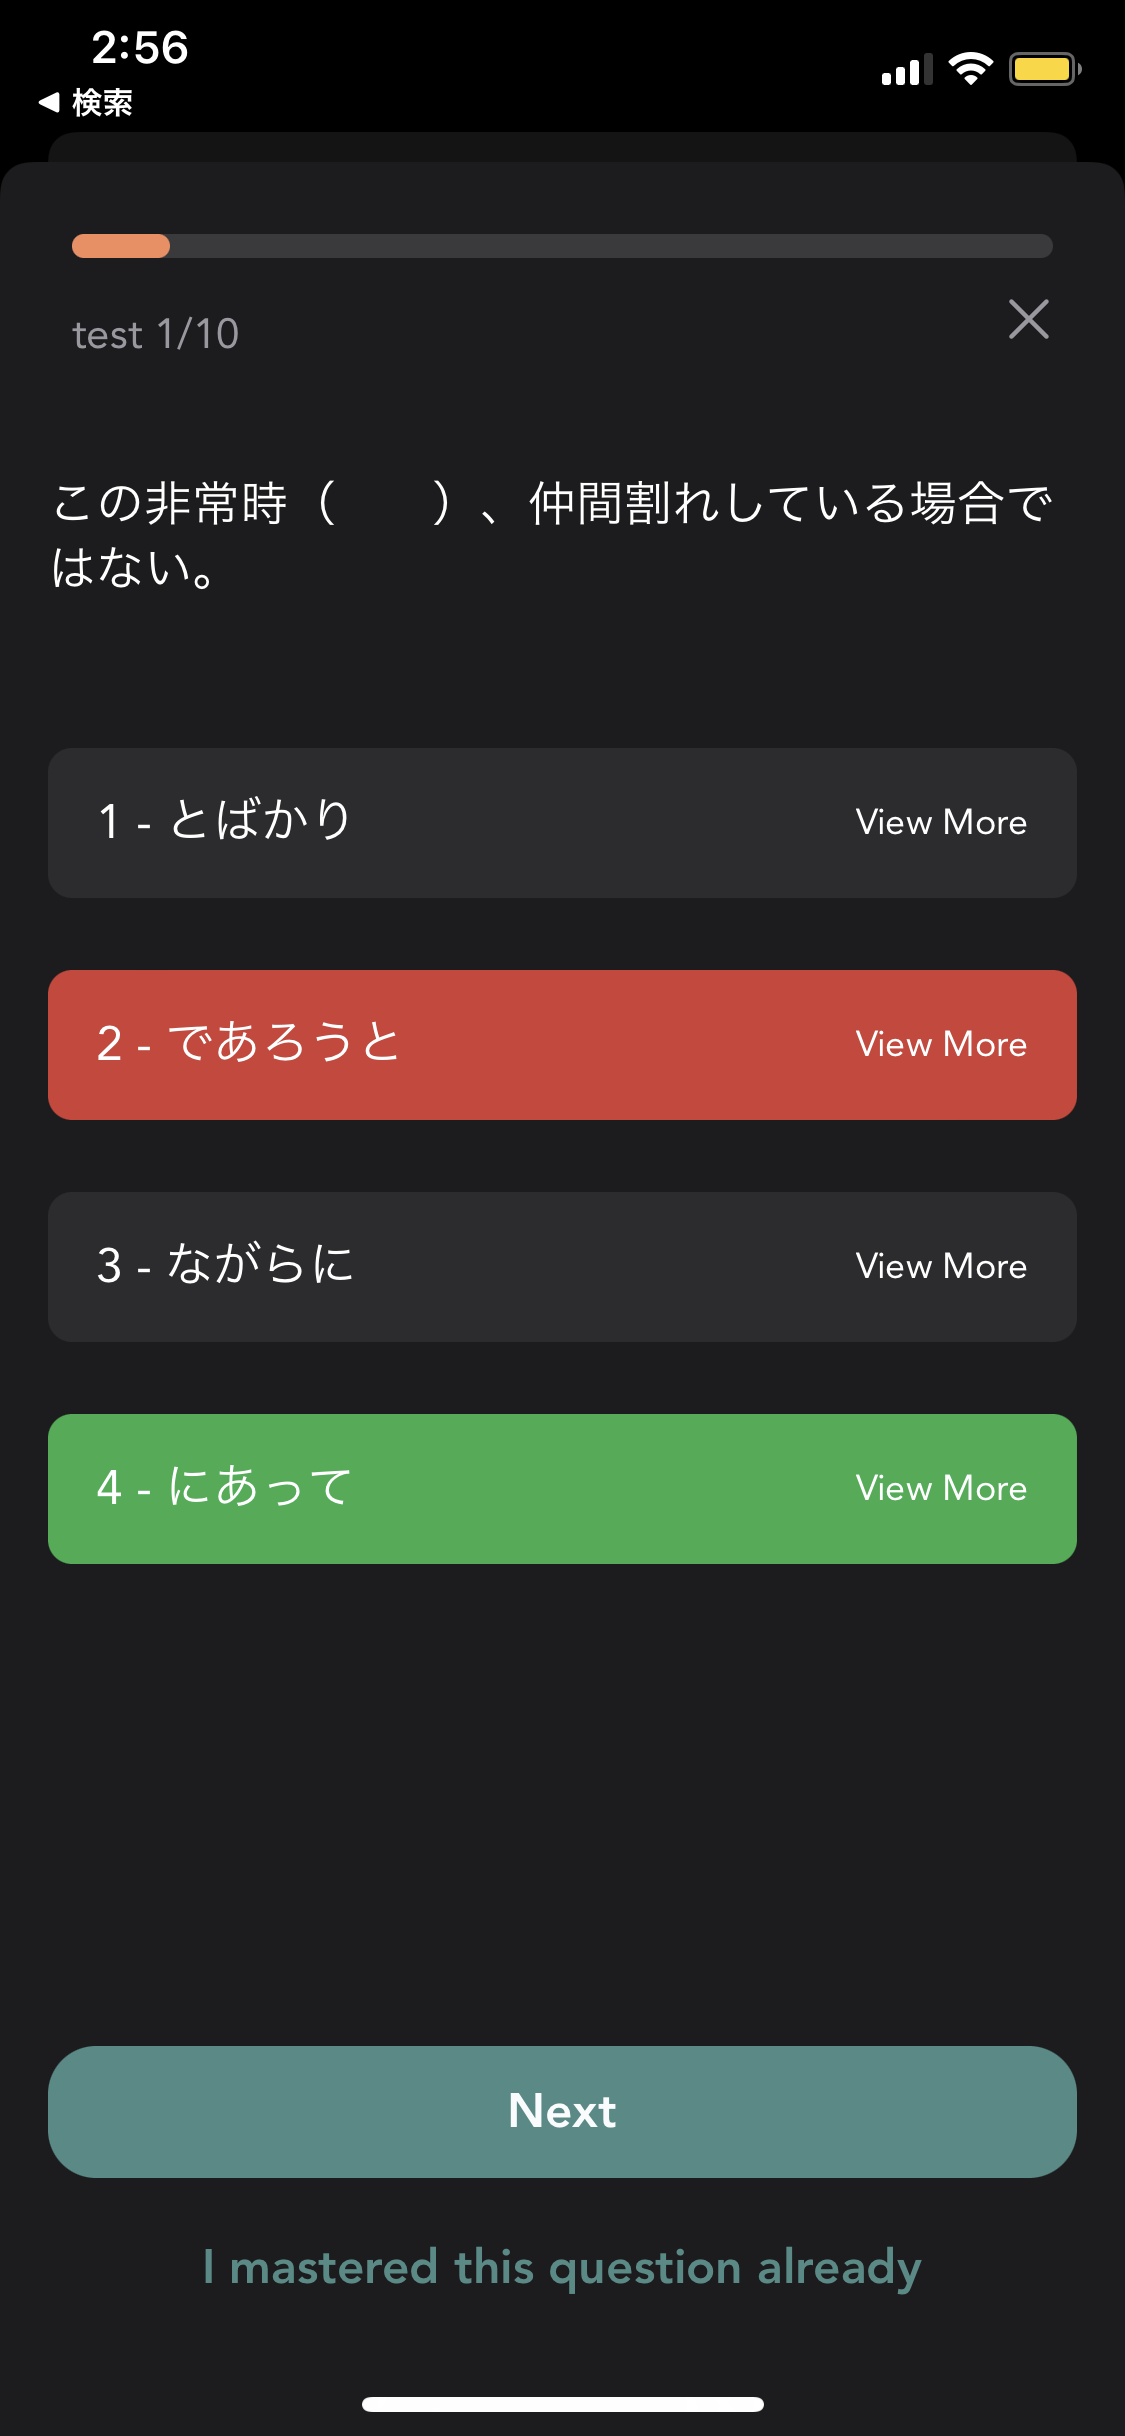 2:56
◀ 検索
test 1/10
この非常時（　　）、仲間割れしている場合で
はない。
1 - とばかり
View More
2 - であろうと
View More
3 - ながらに
View More
4 - にあって
View More
Next
I mastered this question already